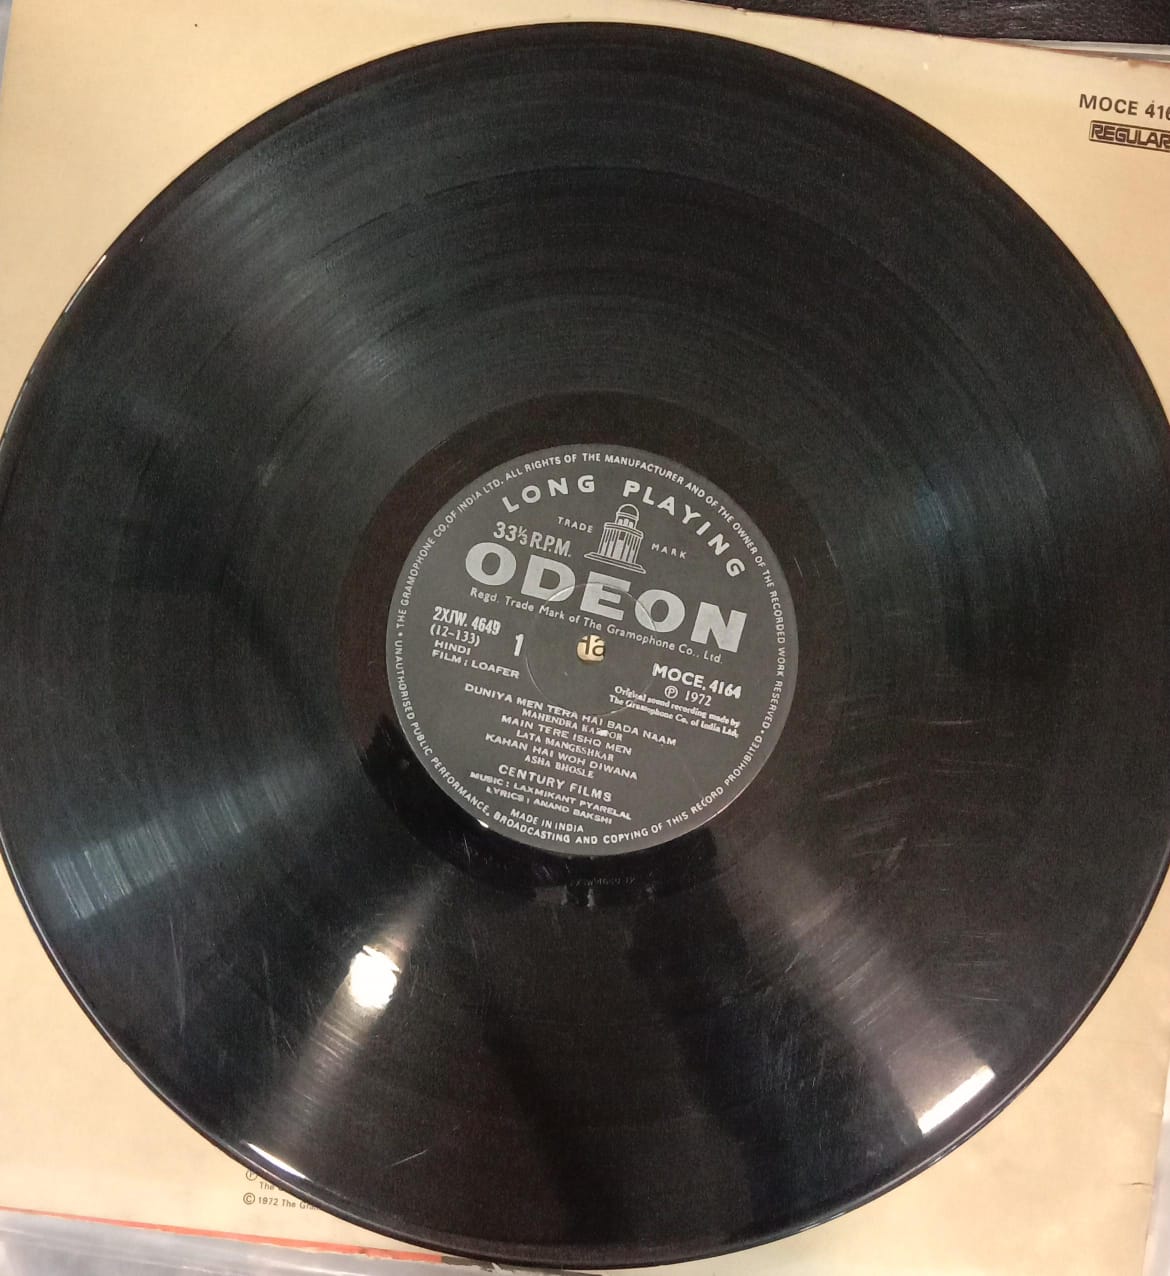 MOCE 416
REGULAR
THE GRAMOPHONE CO. OF INDIA LTD. ALL RIGHTS OF THE MANUFACTURER AND OF THE OWNER OF THE RECORDED WORK RESERVED • UNAUTHORISED PUBLIC PERFORMANCE, BROADCASTING AND COPYING OF THIS RECORD PROHIBITED •
LONG PLAYING
TRADE MARK
33⅓ R.P.M.
ODEON
Regd. Trade Mark of The Gramophone Co., Ltd.
2XJW. 4649
(12-133)
1
HINDI
FILM : LOAFER
MOCE. 4164
Ⓟ 1972
Original sound recording made by
The Gramophone Co. of India Ltd.
DUNIYA MEN TERA HAI BADA NAAM
MAHENDRA KAPOOR
MAIN TERE ISHQ MEN
LATA MANGESHKAR
KAHAN HAI WOH DIWANA
ASHA BHOSLE
CENTURY FILMS
MUSIC : LAXMIKANT PYARELAL
LYRICS : ANAND BAKSHI
MADE IN INDIA
Ⓟ
The
© 1972 The